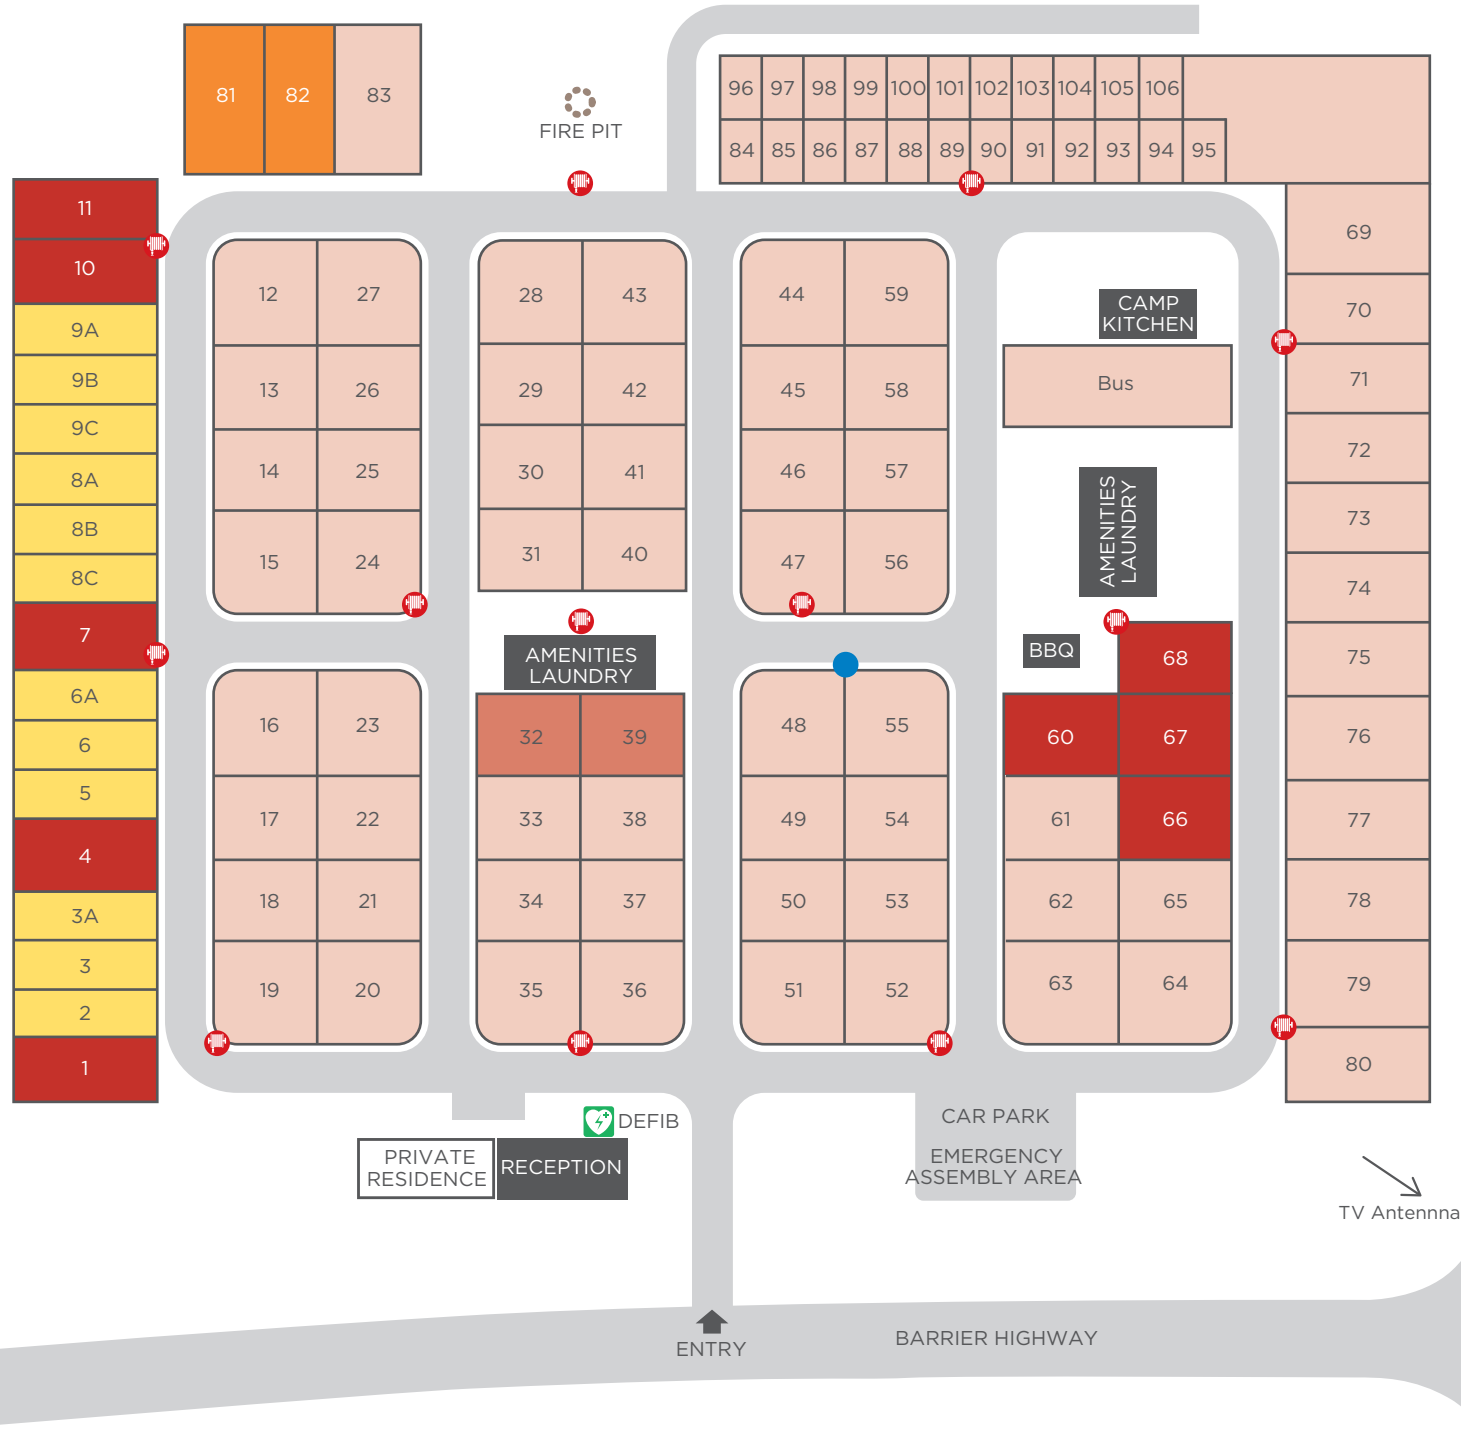 81 82 83
FIRE PIT
96 97 98 99 100 101 102 103 104 105 106
84 85 86 87 88 89 90 91 92 93 94 95
11
10
9A
9B
9C
8A
8B
8C
7
6A
6
5
4
3A
3
2
1
12 27
13 26
14 25
15 24
16 23
17 22
18 21
19 20
28 43
29 42
30 41
31 40
AMENITIES
LAUNDRY
32 39
33 38
34 37
35 36
44 59
45 58
46 57
47 56
48 55
49 54
50 53
51 52
CAMP
KITCHEN
Bus
AMENITIES
LAUNDRY
BBQ
68
60 67
61 66
62 65
63 64
69
70
71
72
73
74
75
76
77
78
79
80
DEFIB
PRIVATE
RESIDENCE
RECEPTION
CAR PARK
EMERGENCY
ASSEMBLY AREA
TV Antennna
ENTRY
BARRIER HIGHWAY